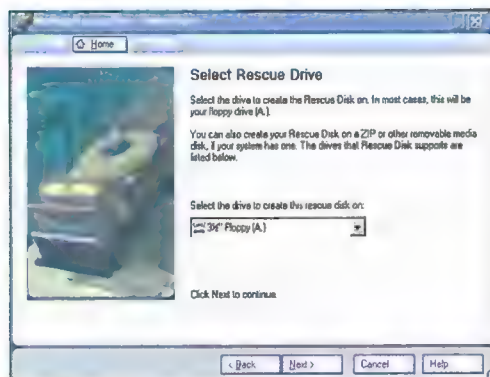 Home
Select Rescue Drive
Select the drive to create the Rescue Disk on. In most cases, this will be
your floppy drive (A:).
You can also create your Rescue Disk on a ZIP or other removable media
disk, if your system has one. The drives that Rescue Disk supports are
listed below.
Select the drive to create this rescue disk on:
3½" Floppy (A:)
Click Next to continue
< Back
Next >
Cancel
Help